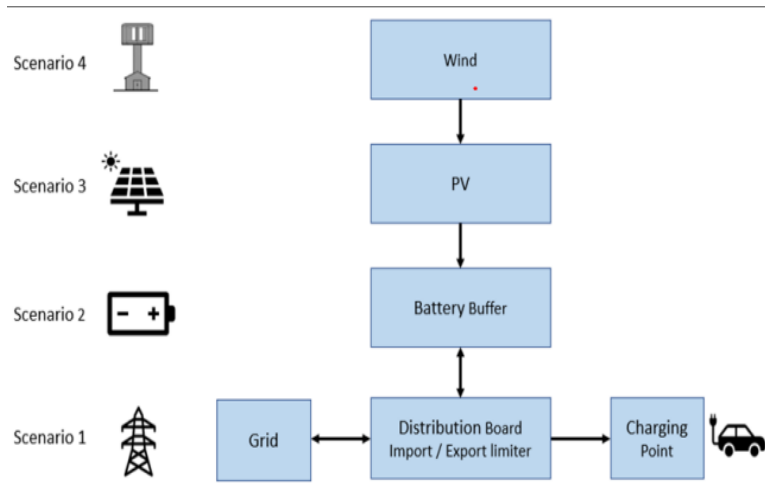 Scenario 4
Wind
Scenario 3
PV
Scenario 2
Battery Buffer
Scenario 1
Grid
Distribution Board
Import / Export limiter
Charging
Point